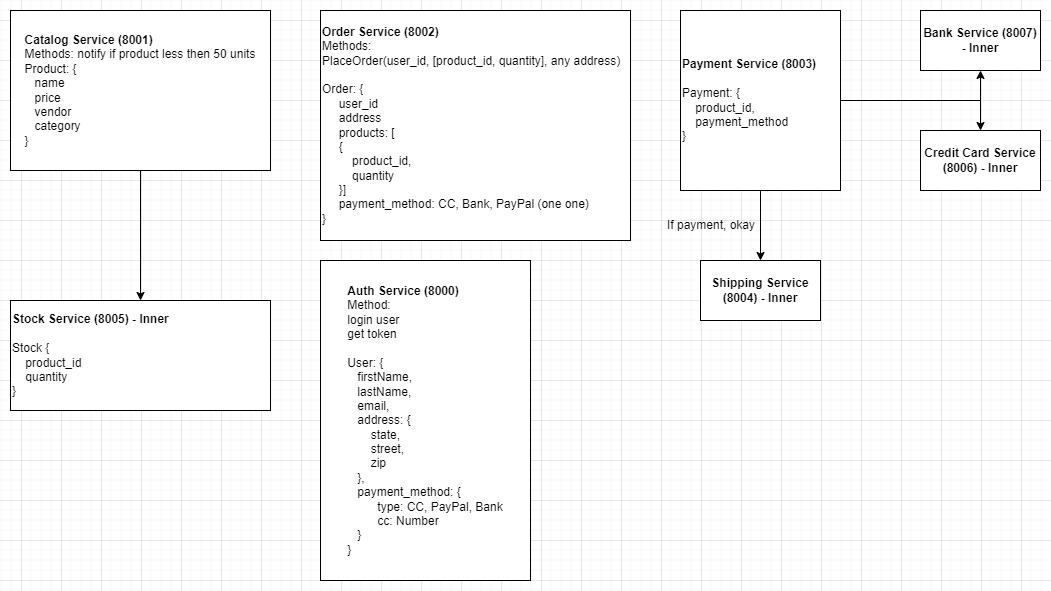 Catalog Service (8001)
Methods: notify if product less then 50 units
Product: {
name
price
vendor
category
}
Order Service (8002)
Methods:
PlaceOrder(user_id, [product_id, quantity], any address)
Order: {
user_id
address
products: [
{
product_id,
quantity
}]
payment_method: CC, Bank, PayPal (one one)
}
Payment Service (8003)
Payment: {
product_id,
payment_method
}
Bank Service (8007)
- Inner
Credit Card Service
(8006) - Inner
If payment, okay
Shipping Service
(8004) - Inner
Stock Service (8005) - Inner
Stock {
product_id
quantity
}
Auth Service (8000)
Method:
login user
get token
User: {
firstName,
lastName,
email,
address: {
state,
street,
zip
},
payment_method: {
type: CC, PayPal, Bank
cc: Number
}
}